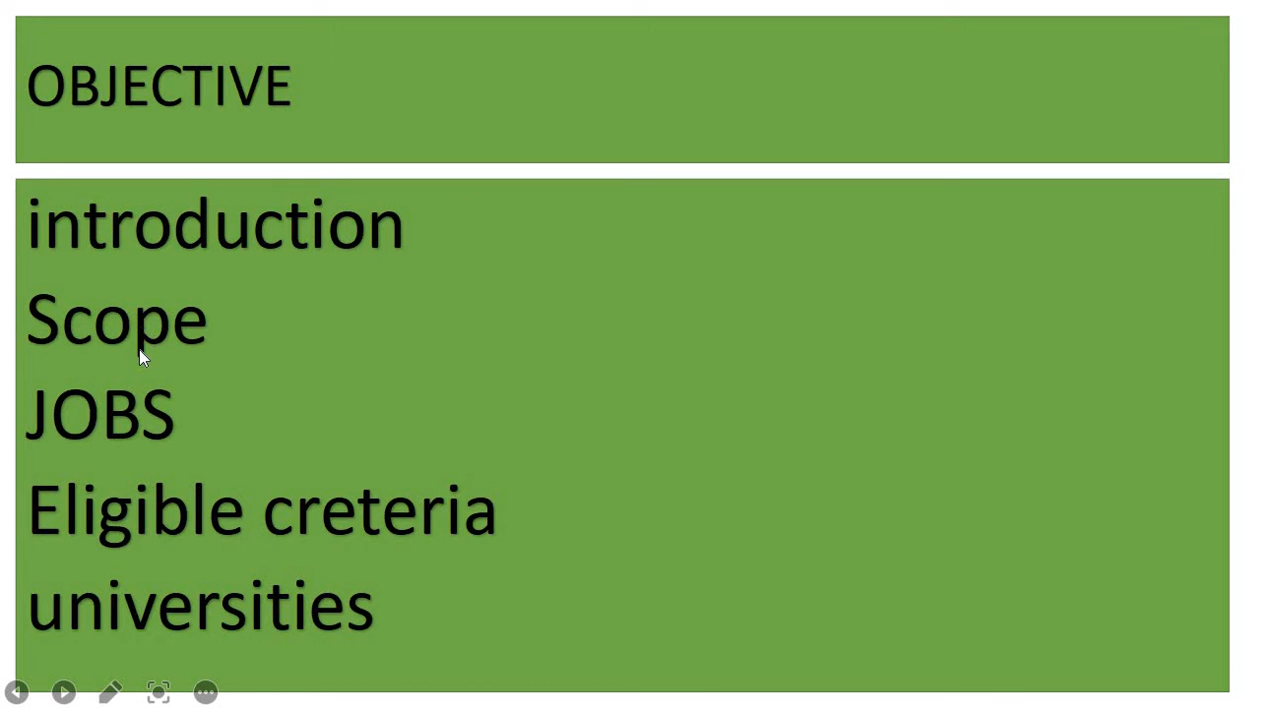 OBJECTIVE
introduction
Scope
JOBS
Eligible creteria
universities